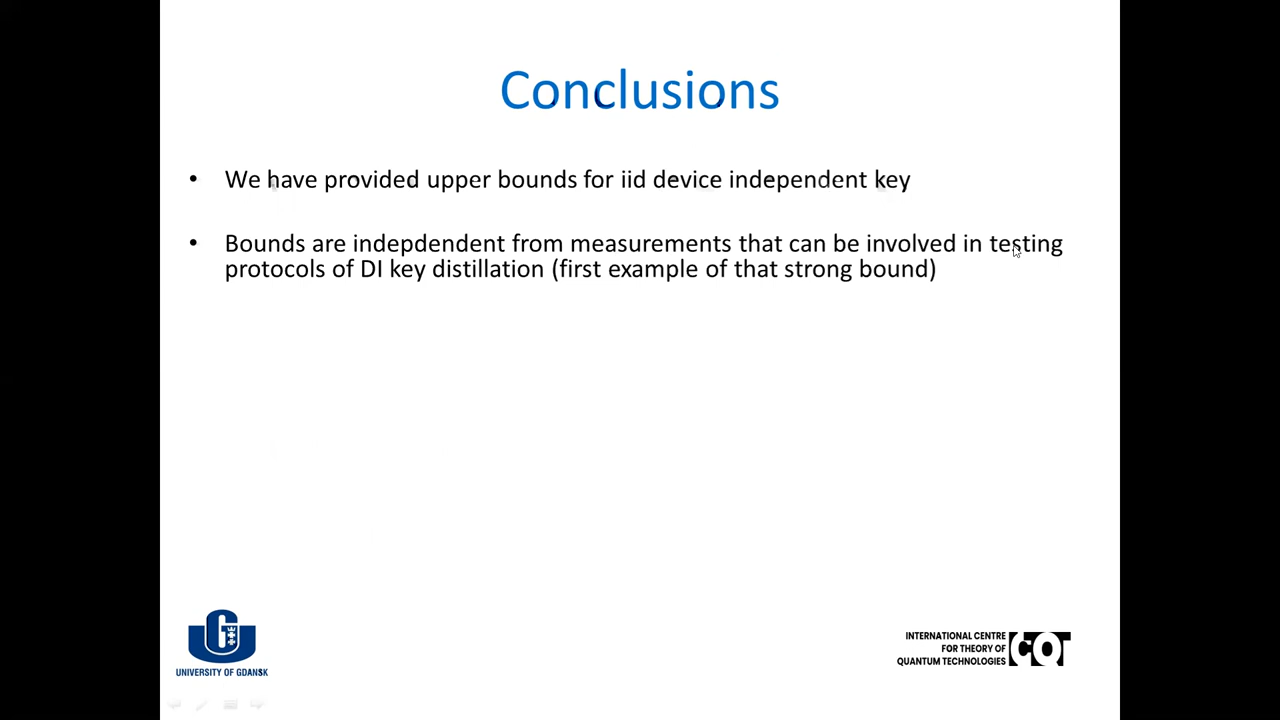 Conclusions
• We have provided upper bounds for iid device independent key
• Bounds are indepdendent from measurements that can be involved in testing
protocols of DI key distillation (first example of that strong bound)
UNIVERSITY OF GDAŃSK
INTERNATIONAL CENTRE
FOR THEORY OF
QUANTUM TECHNOLOGIES